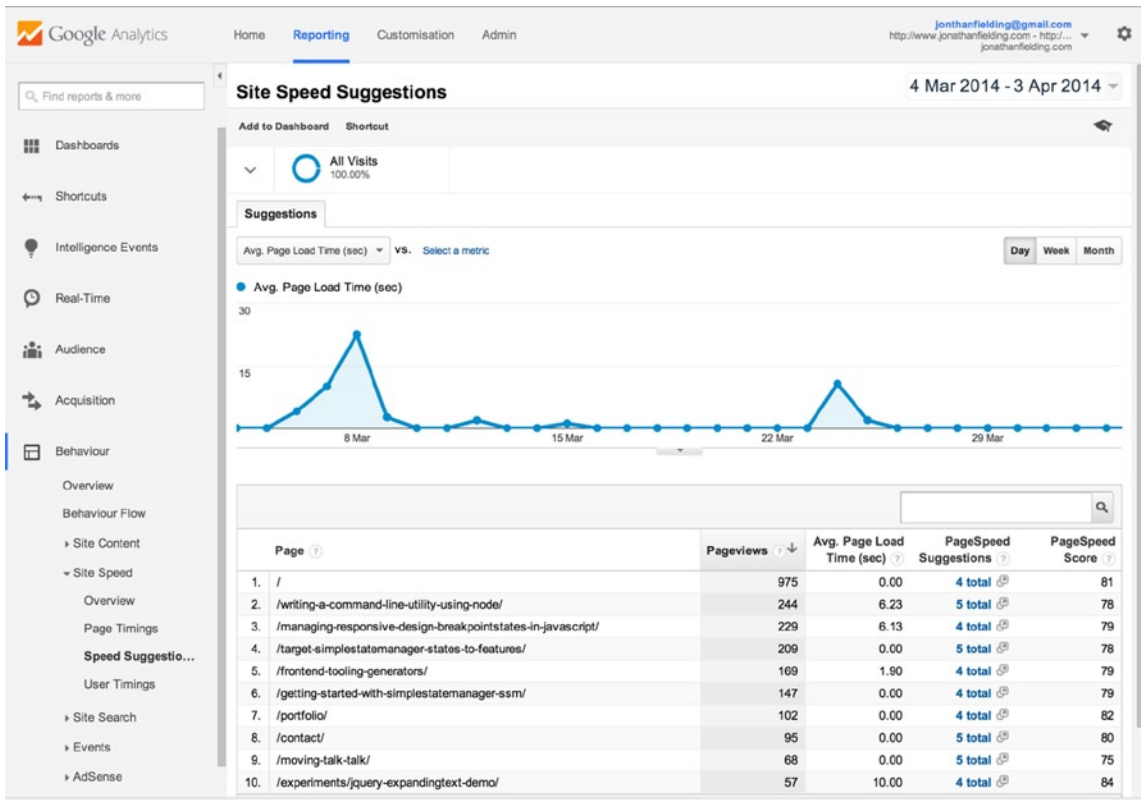 Google Analytics
Home Reporting Customisation Admin
jonthanfielding@gmail.com
http://www.jonathanfielding.com - http:/...
jonathanfielding.com
Find reports & more
Dashboards
Shortcuts
Intelligence Events
Real-Time
Audience
Acquisition
Behaviour
Overview
Behaviour Flow
Site Content
Site Speed
Overview
Page Timings
Speed Suggestio...
User Timings
Site Search
Events
AdSense
Site Speed Suggestions
4 Mar 2014 - 3 Apr 2014
Add to Dashboard Shortcut
All Visits
100.00%
Suggestions
Avg. Page Load Time (sec) VS. Select a metric
Day Week Month
Avg. Page Load Time (sec)
30
15
8 Mar 15 Mar 22 Mar 29 Mar
Page ? Pageviews ? Avg. Page Load Time (sec) ? PageSpeed Suggestions ? PageSpeed Score ?
1. / 975 0.00 4 total 81
2. /writing-a-command-line-utility-using-node/ 244 6.23 5 total 78
3. /managing-responsive-design-breakpointstates-in-javascript/ 229 6.13 4 total 79
4. /target-simplestatemanager-states-to-features/ 209 0.00 5 total 78
5. /frontend-tooling-generators/ 169 1.90 4 total 79
6. /getting-started-with-simplestatemanager-ssm/ 147 0.00 4 total 79
7. /portfolio/ 102 0.00 4 total 82
8. /contact/ 95 0.00 5 total 80
9. /moving-talk-talk/ 68 0.00 5 total 75
10. /experiments/jquery-expandingtext-demo/ 57 10.00 4 total 84